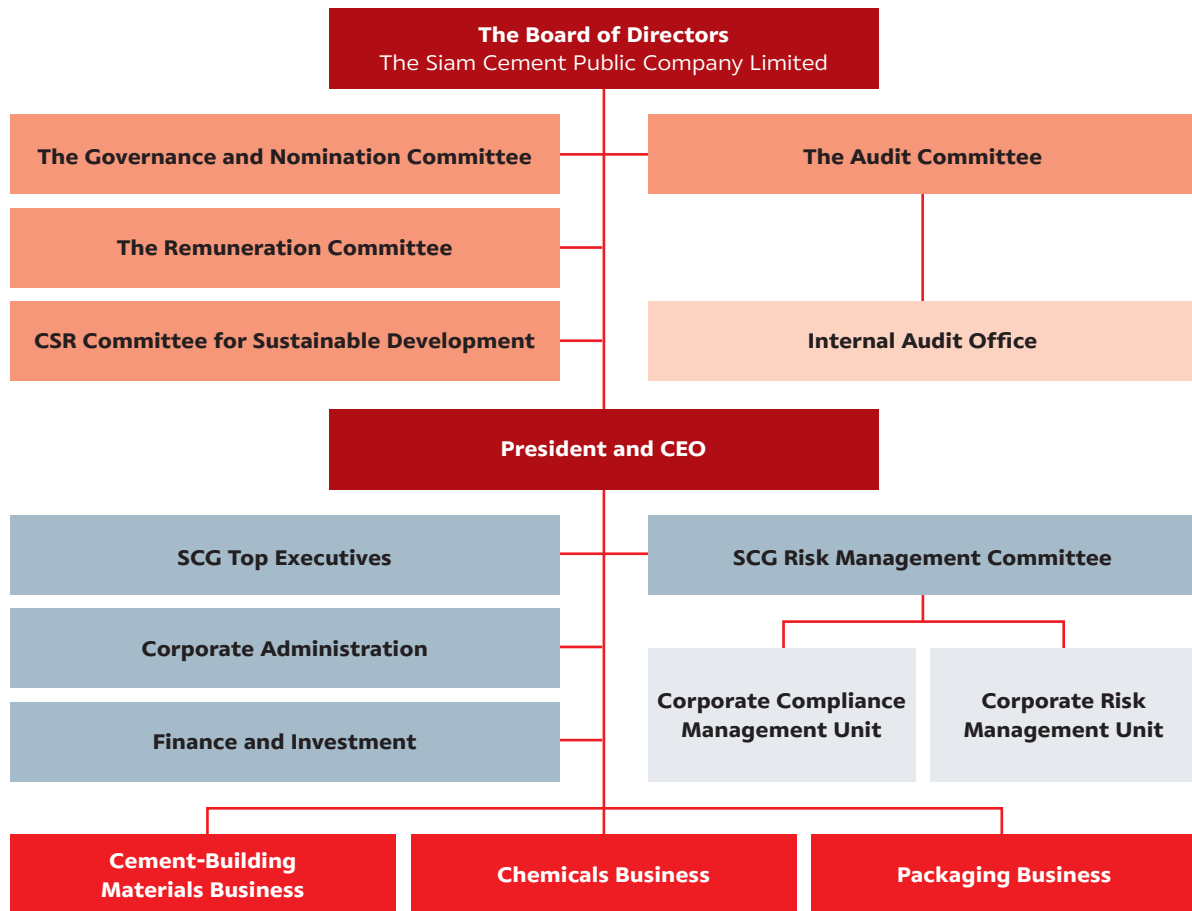 The Board of Directors
The Siam Cement Public Company Limited
The Governance and Nomination Committee
The Audit Committee
The Remuneration Committee
CSR Committee for Sustainable Development
Internal Audit Office
President and CEO
SCG Top Executives
SCG Risk Management Committee
Corporate Administration
Corporate Compliance
Management Unit
Corporate Risk
Management Unit
Finance and Investment
Cement-Building
Materials Business
Chemicals Business
Packaging Business